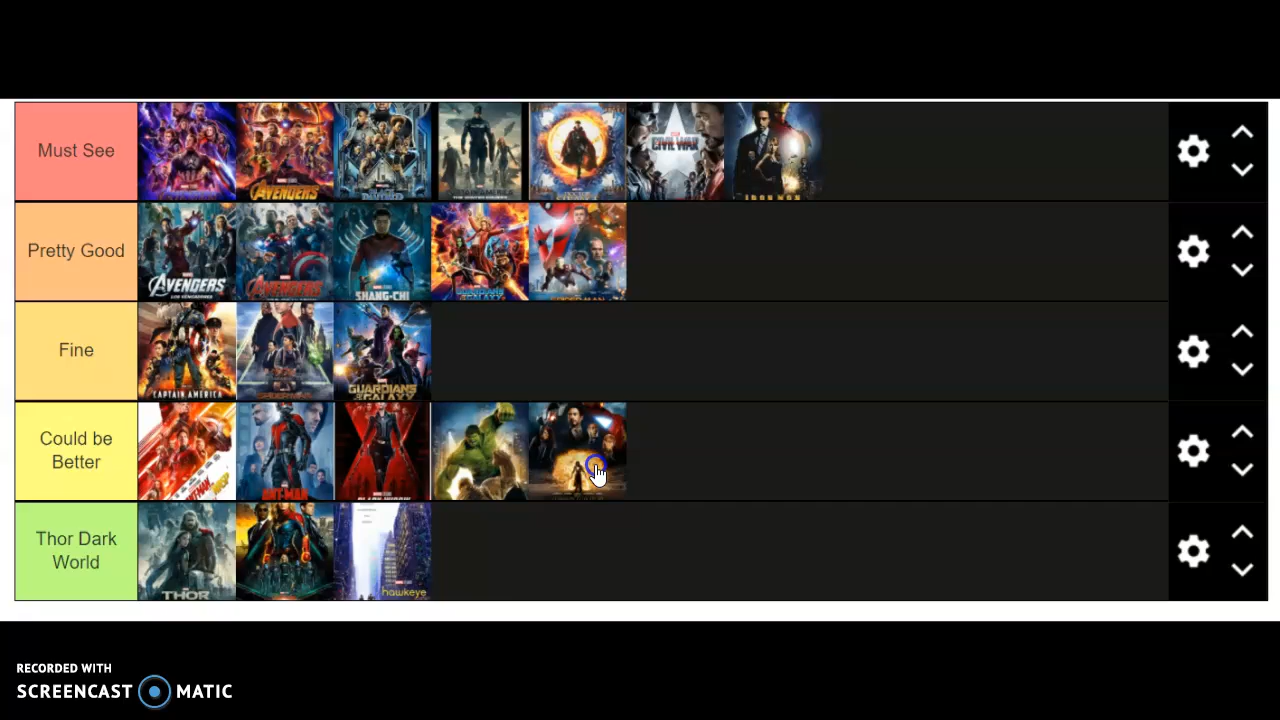 Must See
AVENGERS
CIVIL WAR
IRON MAN
Pretty Good
AVENGERS
SHANG-CHI
Fine
CAPTAIN AMERICA
GUARDIANS
GALAXY
Could be
Better
ANT-MAN
Thor Dark
World
THOR
hawkeye
RECORDED WITH
SCREENCAST MATIC